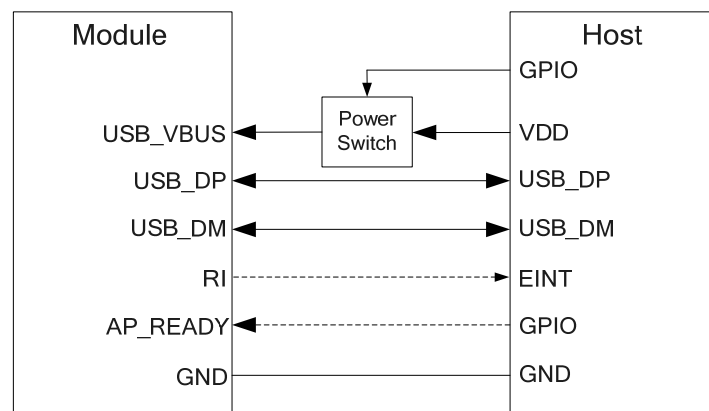 Module
Host
GPIO
Power
Switch
USB_VBUS
VDD
USB_DP
USB_DP
USB_DM
USB_DM
RI
EINT
AP_READY
GPIO
GND
GND